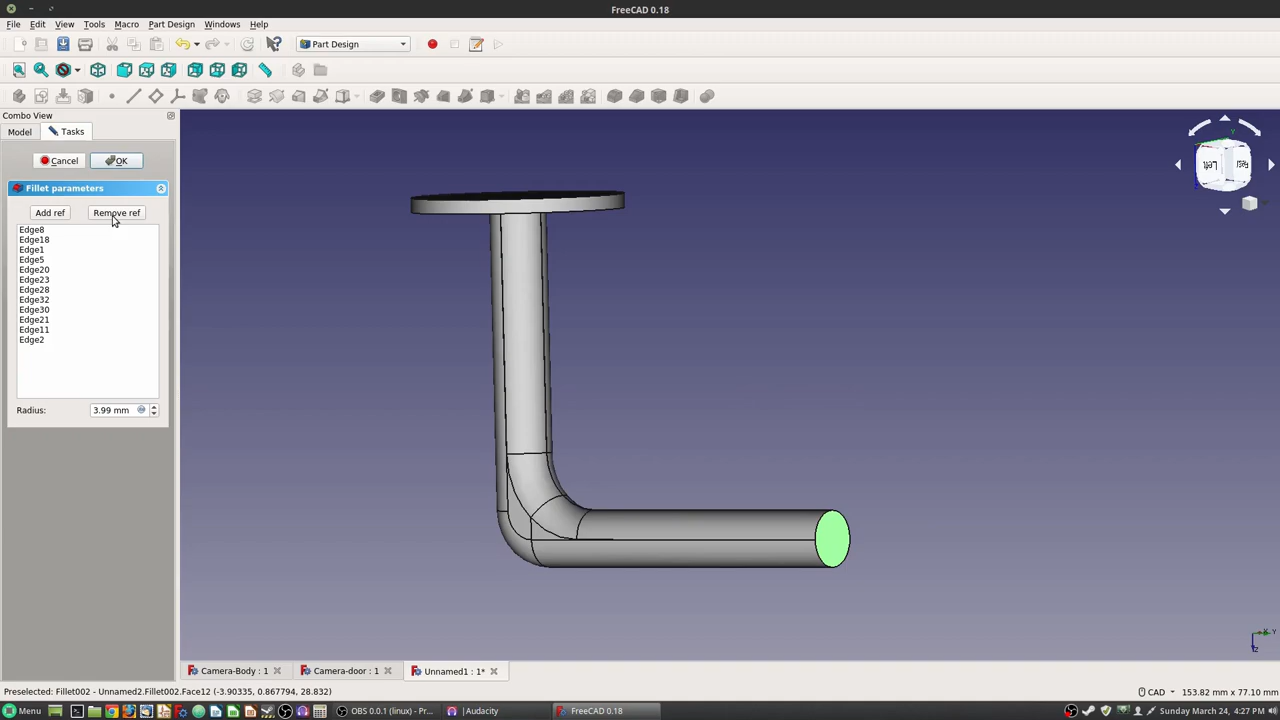 FreeCAD 0.18
File Edit View Tools Macro Part Design Windows Help
Part Design
Combo View
Model Tasks
Cancel OK
Fillet parameters
Add ref Remove ref
Edge8
Edge18
Edge1
Edge5
Edge20
Edge23
Edge28
Edge32
Edge30
Edge21
Edge11
Edge2
Radius: 3.99 mm
Camera-Body : 1 Camera-door : 1 Unnamed1 : 1*
Preselected: Fillet002 - Unnamed2.Fillet002.Face12 (-3.90335, 0.867794, 28.832) CAD 153.82 mm x 77.10 mm
Menu OBS 0.0.1 (linux) - Pr... Audacity FreeCAD 0.18 Sunday March 24, 4:27 PM